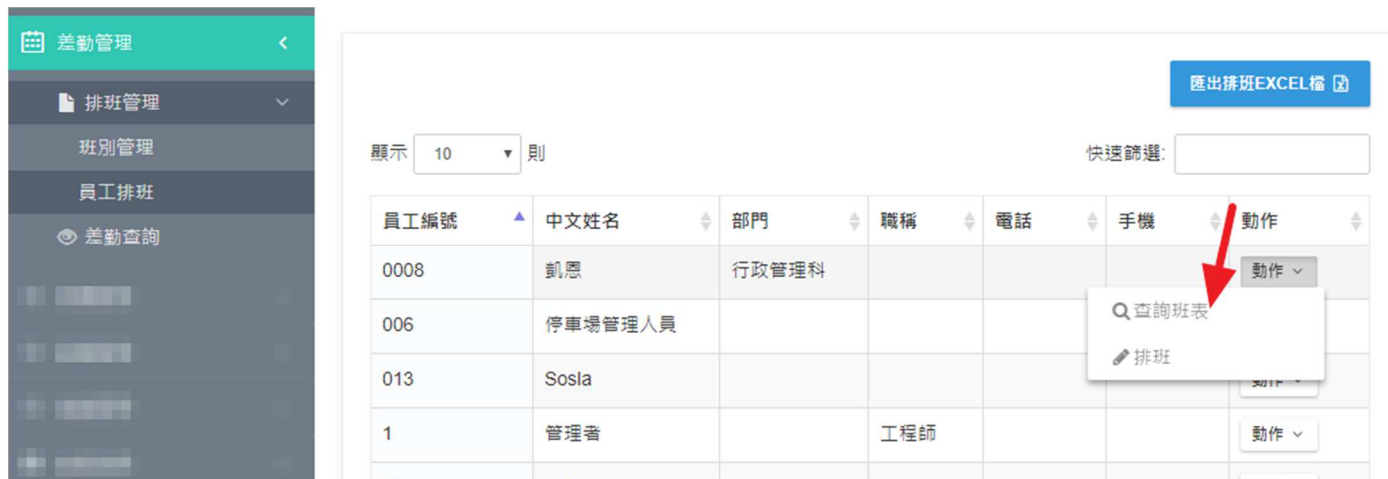 差勤管理
排班管理
班別管理
員工排班
差勤查詢
匯出排班EXCEL檔
顯示 10 則
快速篩選:
員工編號 中文姓名 部門 職稱 電話 手機 動作
0008 凱恩 行政管理科 動作
查詢班表
006 停車場管理人員
排班
013 Sosla 動作
1 管理者 工程師 動作